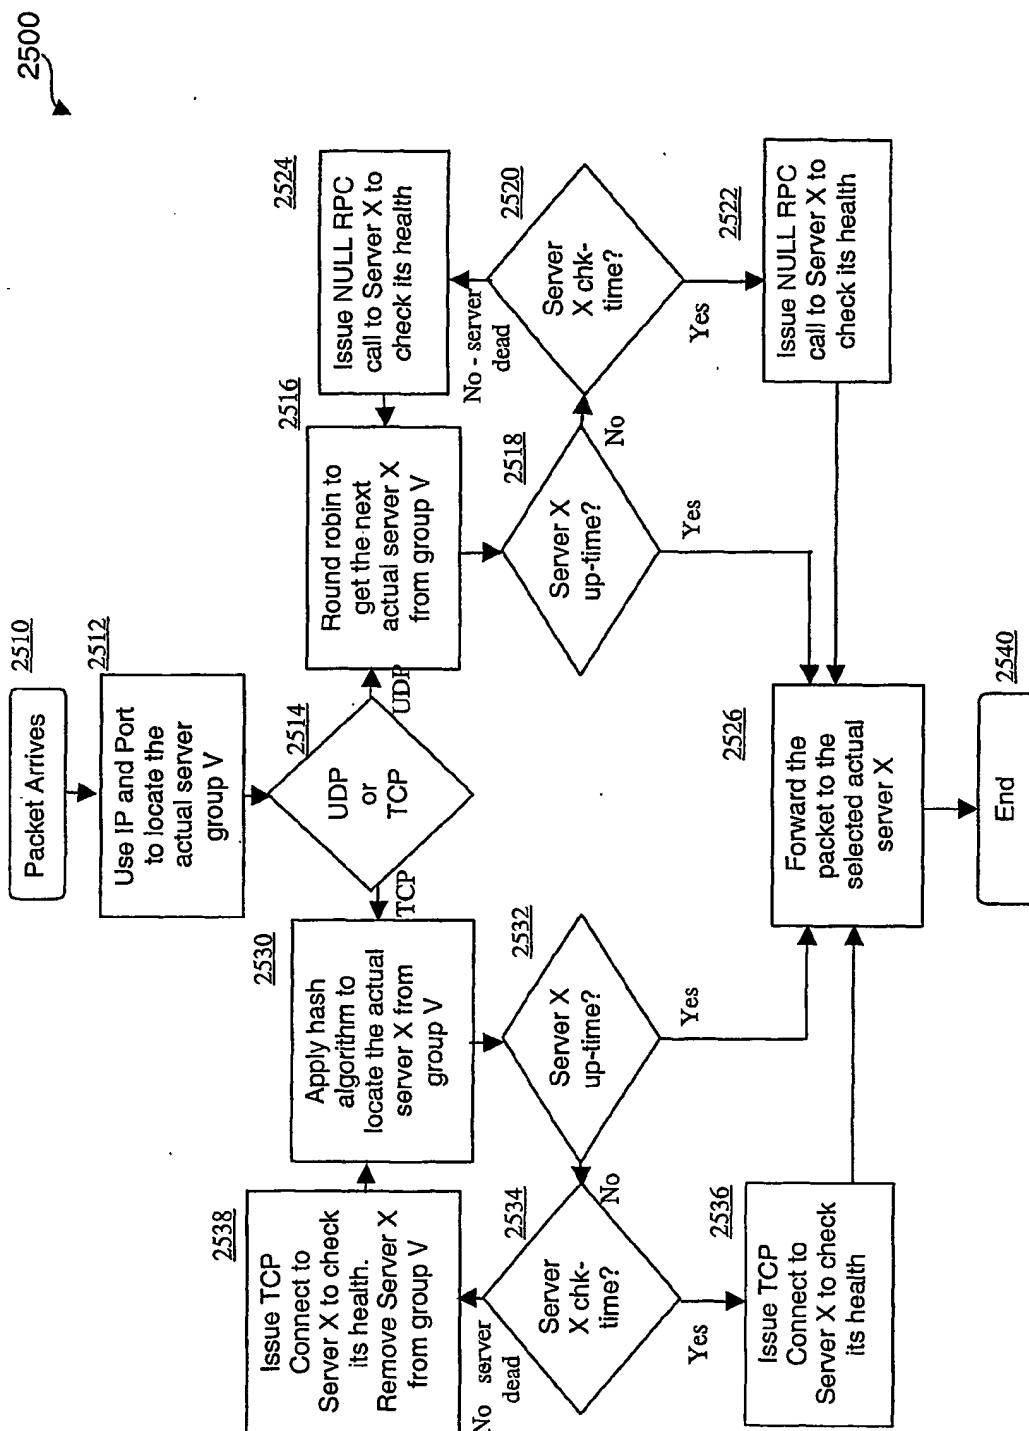 2500
Packet Arrives
2510
Use IP and Port
to locate the
actual server
group V
2512
UDP
or
TCP
2514
TCP
UDP
Apply hash
algorithm to
locate the actual
server X from
group V
2530
Server X
up-time?
2532
Yes
No
Server
X chk-
time?
2534
No server
dead
Yes
Issue TCP
Connect to
Server X to check
its health.
Remove Server X
from group V
2538
Issue TCP
Connect to
Server X to check
its health
2536
Round robin to
get the next
actual server X
from group V
2516
Server X
up-time?
2518
Yes
No
Server
X chk-
time?
2520
No - server
dead
Yes
Issue NULL RPC
call to Server X to
check its health
2524
Issue NULL RPC
call to Server X to
check its health
2522
Forward the
packet to the
selected actual
server X
2526
End
2540